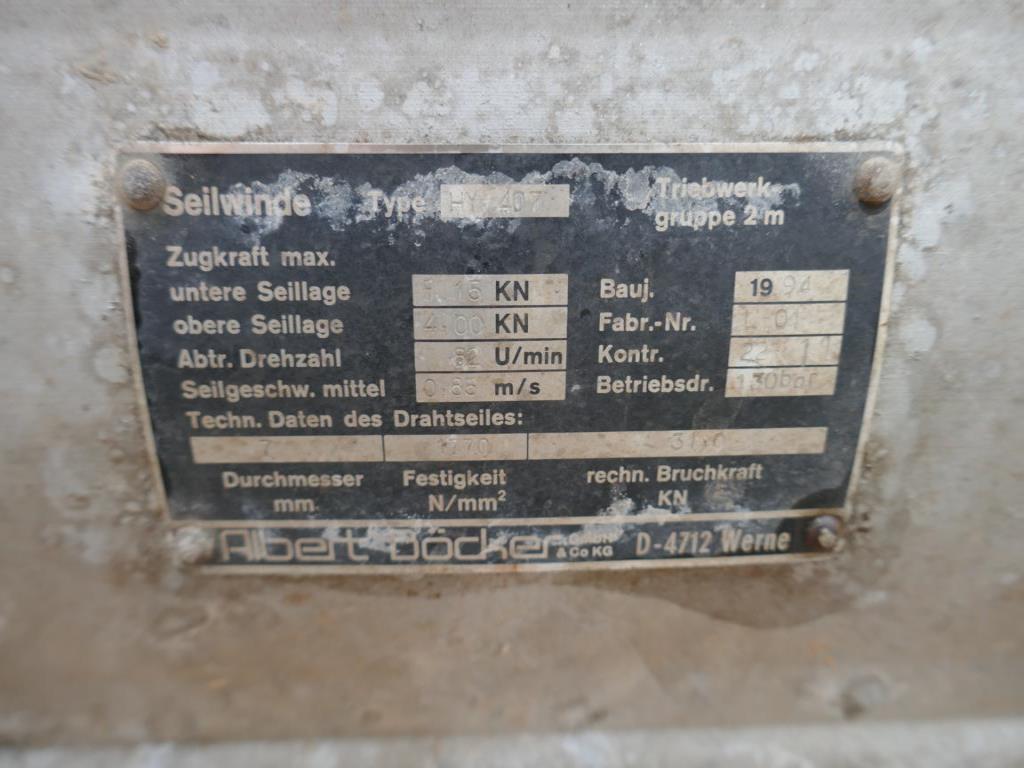 Seilwinde Type HY 407 Triebwerk-
gruppe 2 m
Zugkraft max.
untere Seillage KN
obere Seillage 4,00 KN
Abtr. Drehzahl 82 U/min
Seilgeschw. mittel 0,85 m/s
Bauj. 1994
Fabr.-Nr.
Kontr.
Betriebsdr. 130bar
Techn. Daten des Drahtseiles:
7 1770
Durchmesser Festigkeit rechn. Bruchkraft
mm. N/mm² KN
Albert Böcker GmbH & Co KG D-4712 Werne